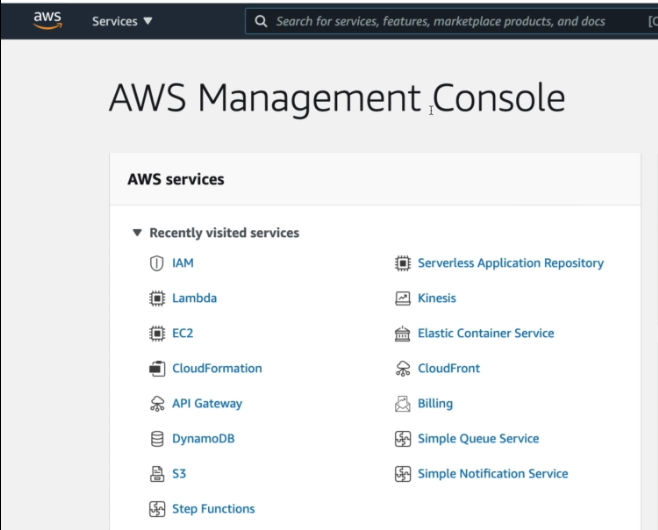 aws
Services ▼
Search for services, features, marketplace products, and docs
AWS Management Console
AWS services
▼ Recently visited services
IAM
Lambda
EC2
CloudFormation
API Gateway
DynamoDB
S3
Step Functions
Serverless Application Repository
Kinesis
Elastic Container Service
CloudFront
Billing
Simple Queue Service
Simple Notification Service